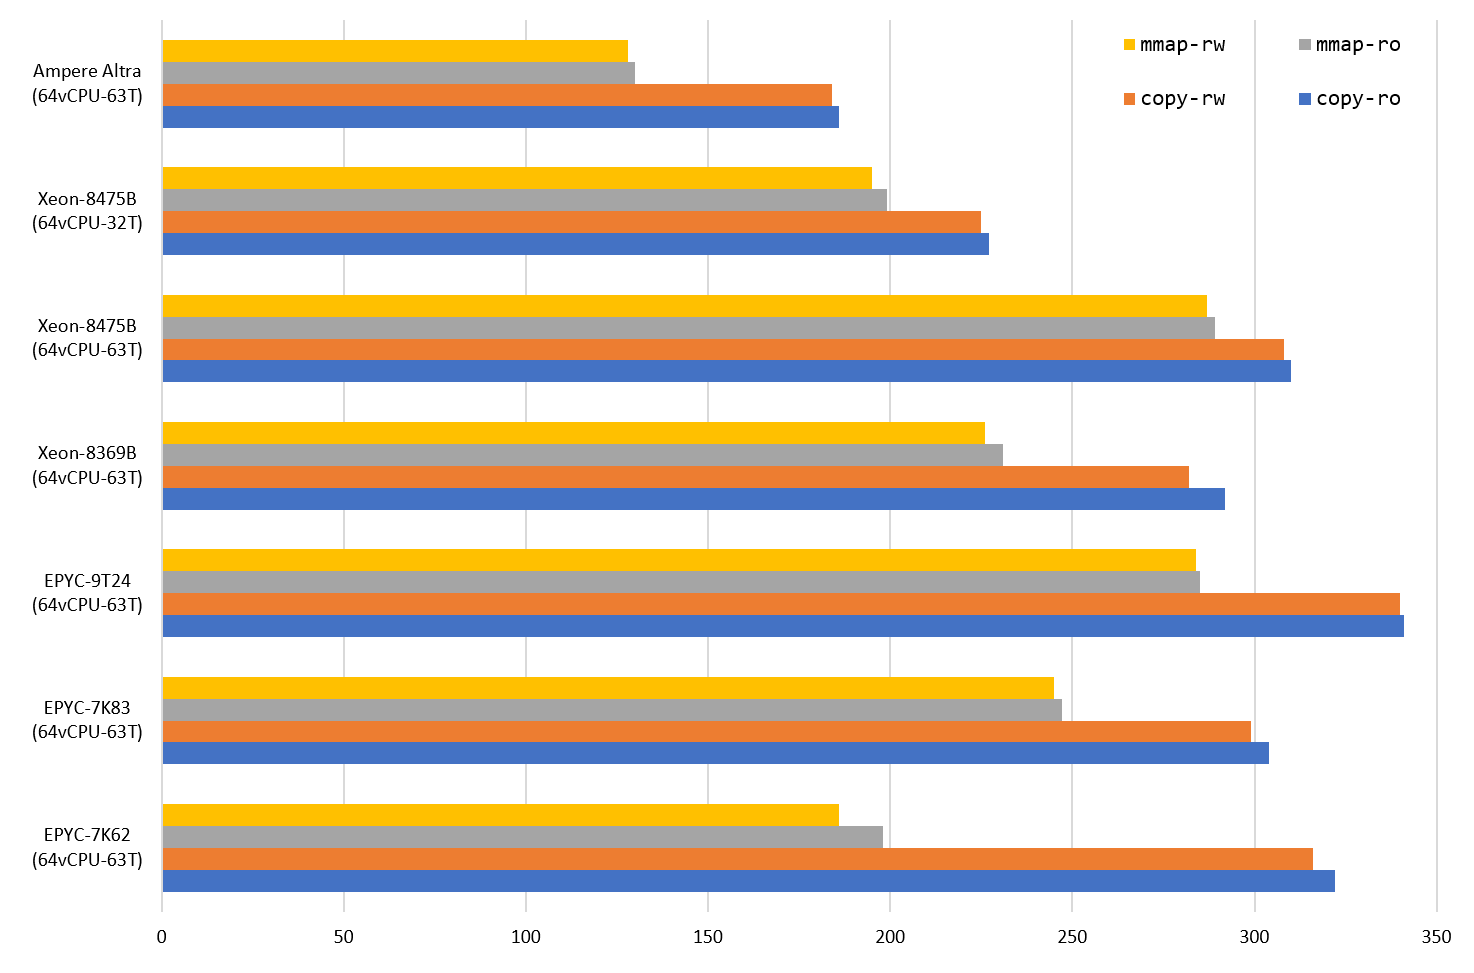 mmap-rw
mmap-ro
copy-rw
copy-ro
Ampere Altra
(64vCPU-63T)
Xeon-8475B
(64vCPU-32T)
Xeon-8475B
(64vCPU-63T)
Xeon-8369B
(64vCPU-63T)
EPYC-9T24
(64vCPU-63T)
EPYC-7K83
(64vCPU-63T)
EPYC-7K62
(64vCPU-63T)
0 50 100 150 200 250 300 350